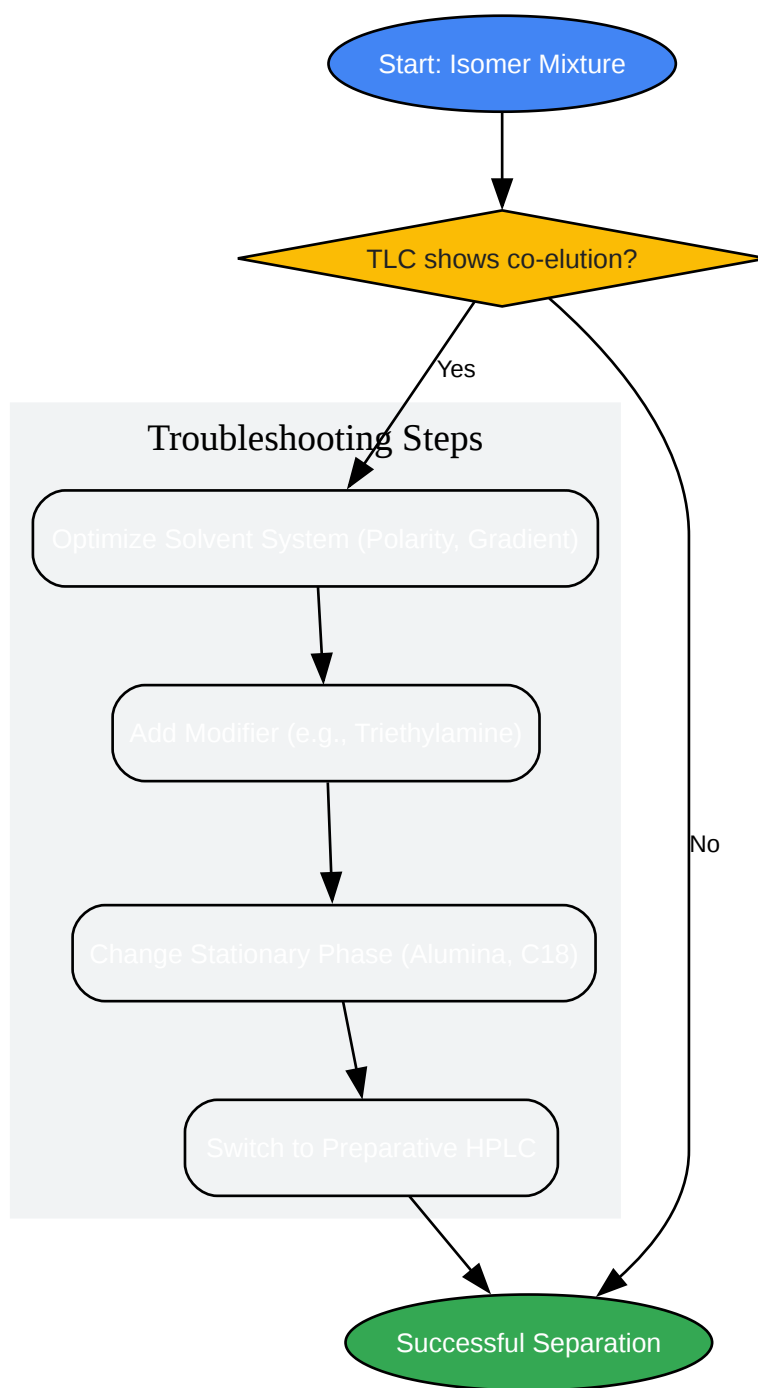 Start: Isomer Mixture
TLC shows co-elution?
Yes
Troubleshooting Steps
Optimize Solvent System (Polarity, Gradient)
Add Modifier (e.g., Triethylamine)
No
Change Stationary Phase (Alumina, C18)
Switch to Preparative HPLC
Successful Separation